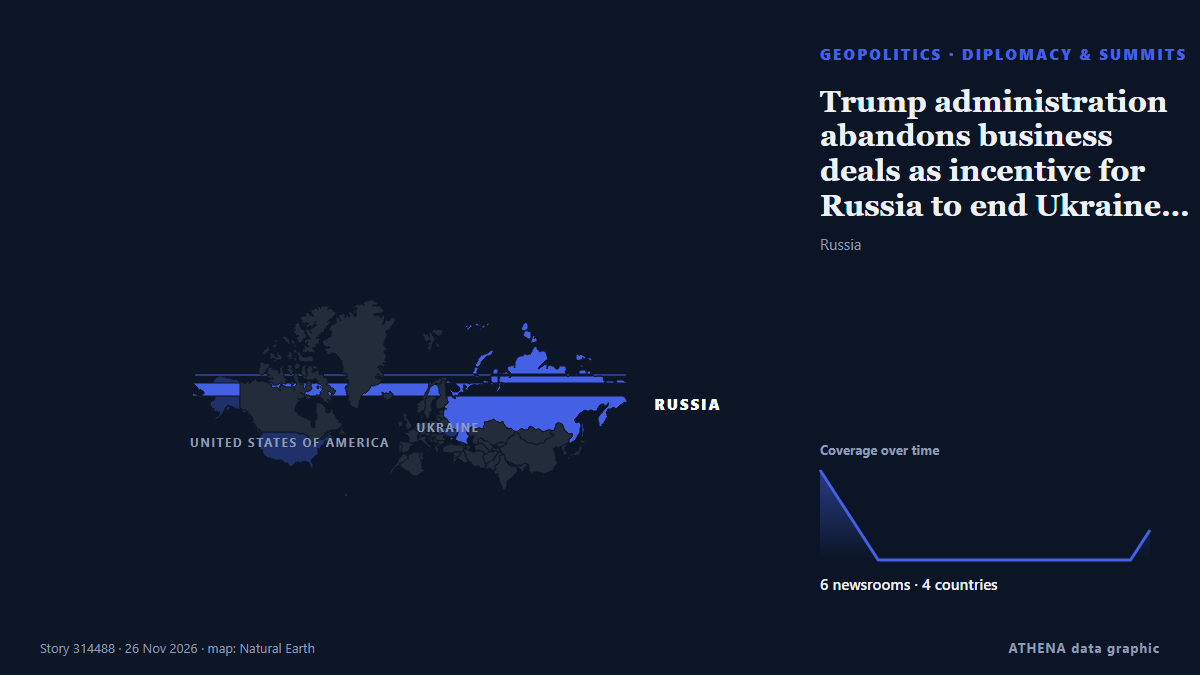 GEOPOLITICS · DIPLOMACY & SUMMITS
Trump administration
abandons business
deals as incentive for
Russia to end Ukraine...
Russia
RUSSIA
UKRAINE
UNITED STATES OF AMERICA
Coverage over time
6 newsrooms · 4 countries
Story 314488 · 26 Nov 2026 · map: Natural Earth
ATHENA data graphic